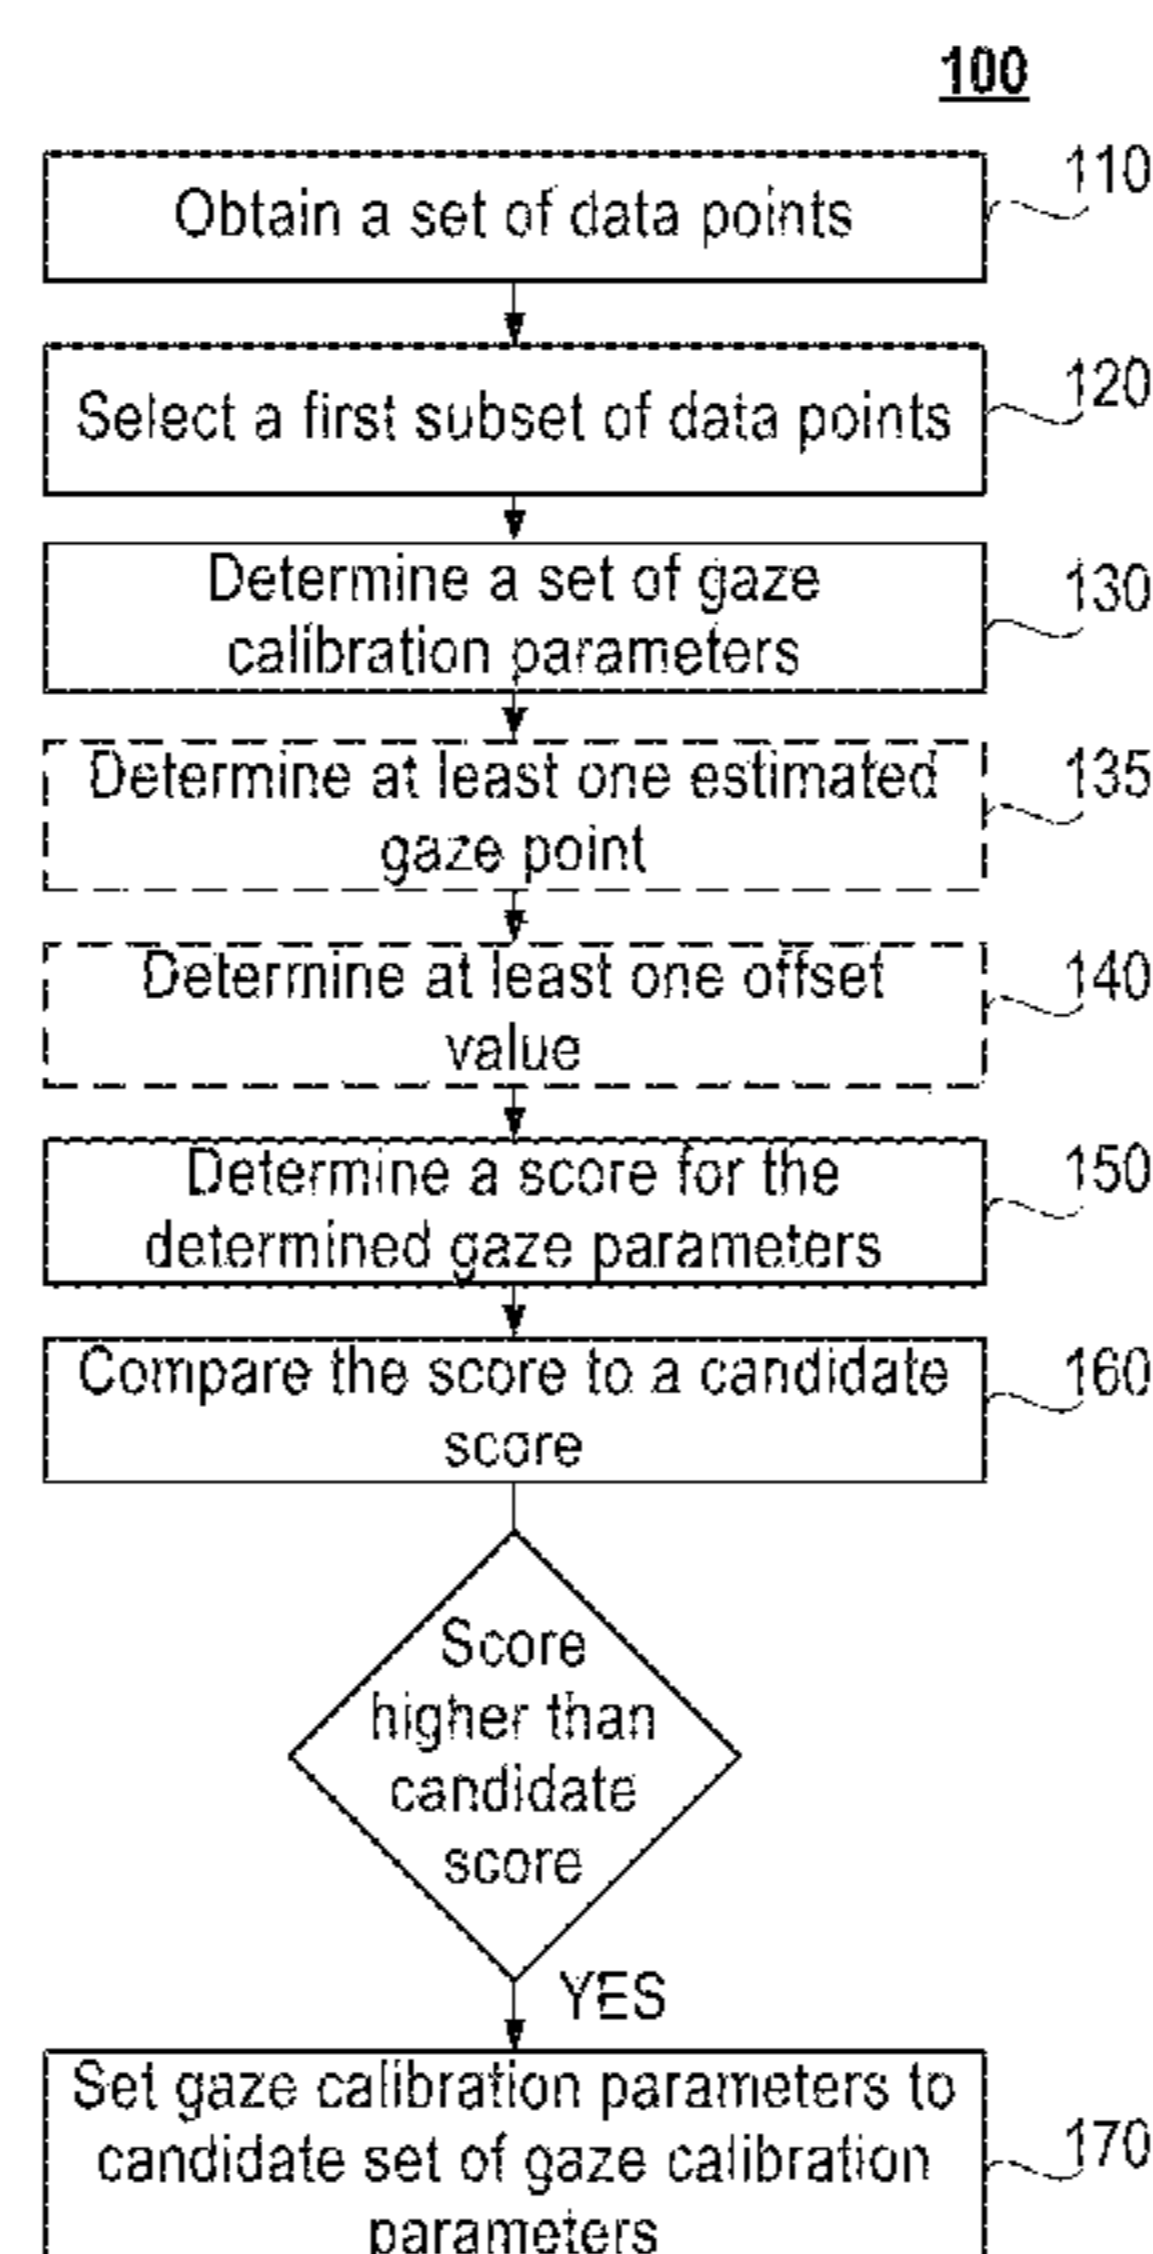 100
Obtain a set of data points
110
Select a first subset of data points
120
Determine a set of gaze
calibration parameters
130
Determine at least one estimated
gaze point
135
Determine at least one offset
value
140
Determine a score for the
determined gaze parameters
150
Compare the score to a candidate
score
160
Score
higher than
candidate
score
YES
Set gaze calibration parameters to
candidate set of gaze calibration
parameters
170